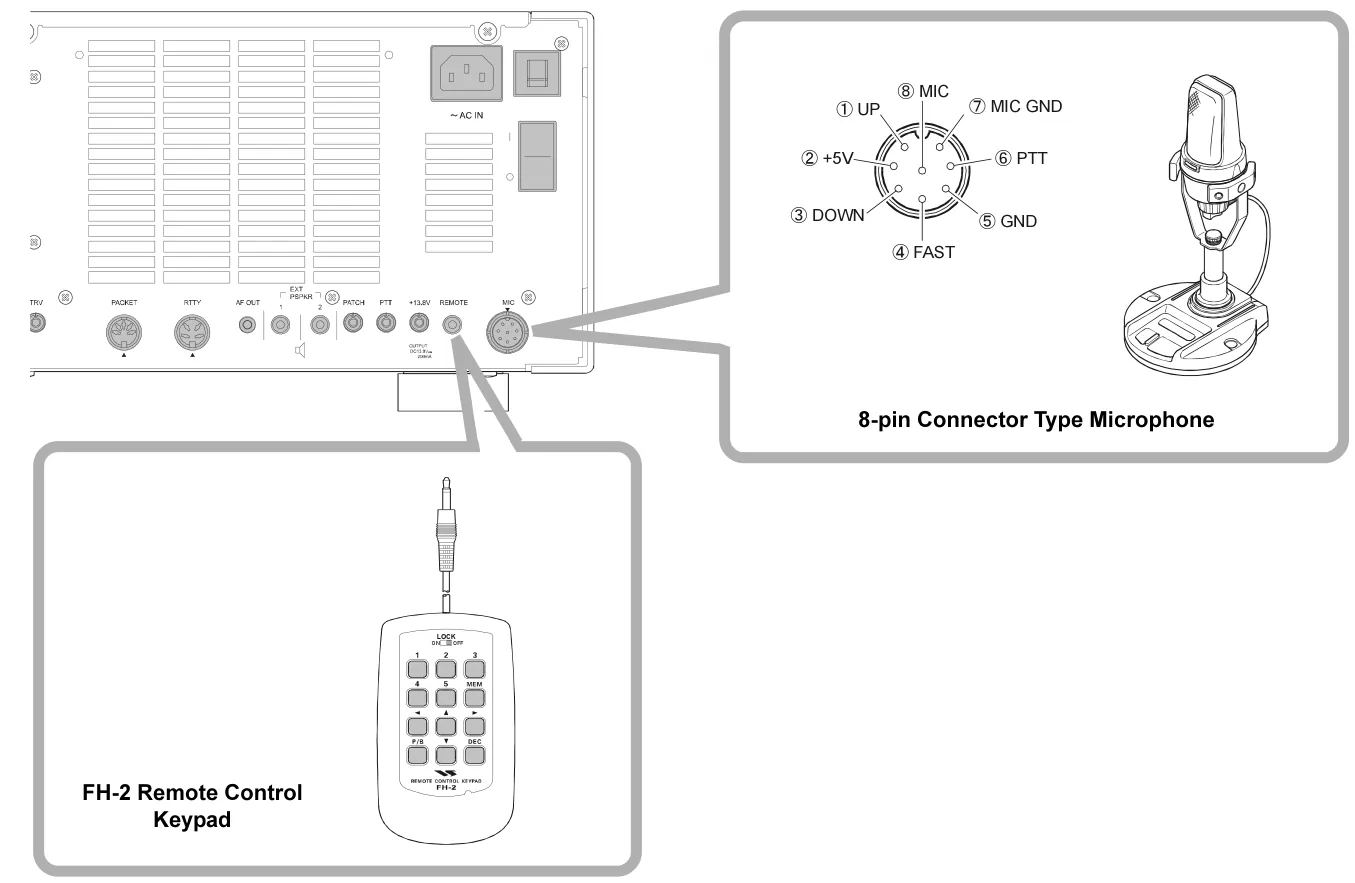 ~ AC IN
|
○
TRV
PACKET
RTTY
AF OUT
EXT
PSPKR
1
2
PATCH
PTT
+13.8V
REMOTE
MIC
OUTPUT
⑧ MIC
① UP
⑦ MIC GND
② +5V
⑥ PTT
③ DOWN
⑤ GND
④ FAST
8-pin Connector Type Microphone
LOCK
ON OFF
1 2 3
4 5 MEM
◄ ▲ ►
P/B ▼ DEC
REMOTE CONTROL KEYPAD
FH-2
FH-2 Remote Control
Keypad